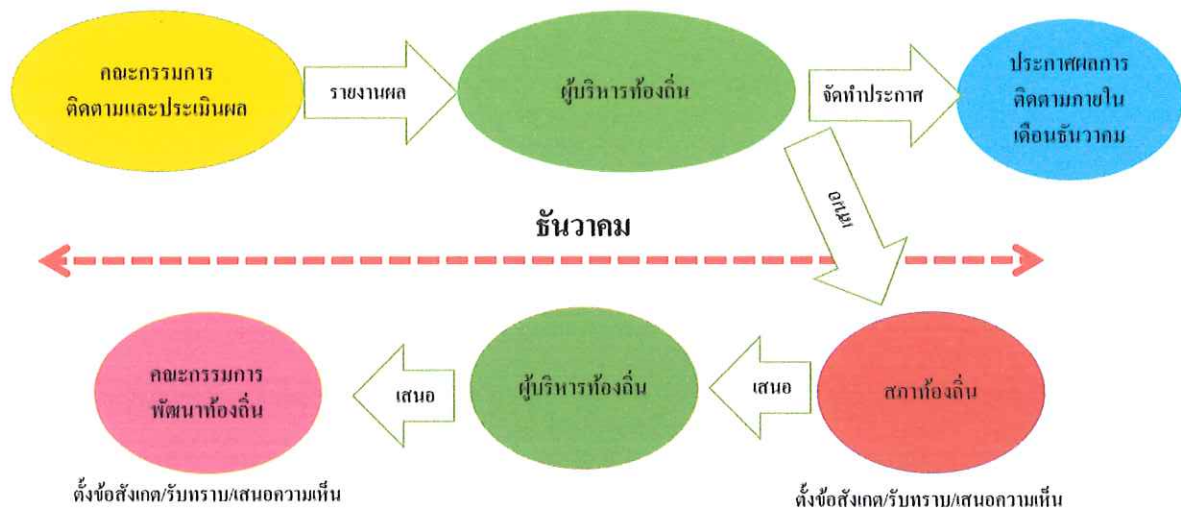 คณะกรรมการ
ติดตามและประเมินผล
รายงานผล
ผู้บริหารท้องถิ่น
จัดทำประกาศ
ประกาศผลการ
ติดตามภายใน
เดือนธันวาคม
เสนอ
ธันวาคม
คณะกรรมการ
พัฒนาท้องถิ่น
เสนอ
ผู้บริหารท้องถิ่น
เสนอ
สภาท้องถิ่น
ตั้งข้อสังเกต/รับทราบ/เสนอความเห็น
ตั้งข้อสังเกต/รับทราบ/เสนอความเห็น